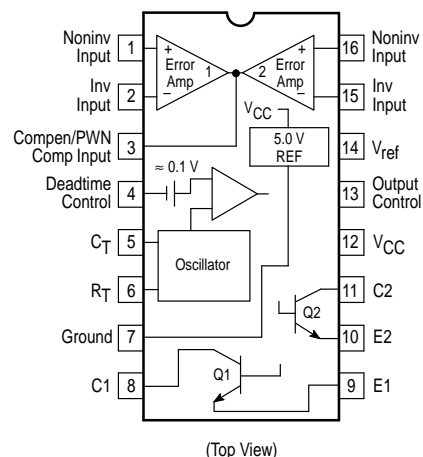 Noninv
Input
1
+
Error
Amp
1
2
+
Error
Amp
16
Noninv
Input
Inv
Input
2
–
–
15
Inv
Input
VCC
Compen/PWN
Comp Input
3
5.0 V
REF
14
Vref
≈ 0.1 V
Deadtime
Control
4
13
Output
Control
CT
5
Oscillator
12
VCC
RT
6
11
C2
Q2
Ground
7
10
E2
C1
8
Q1
9
E1
(Top View)